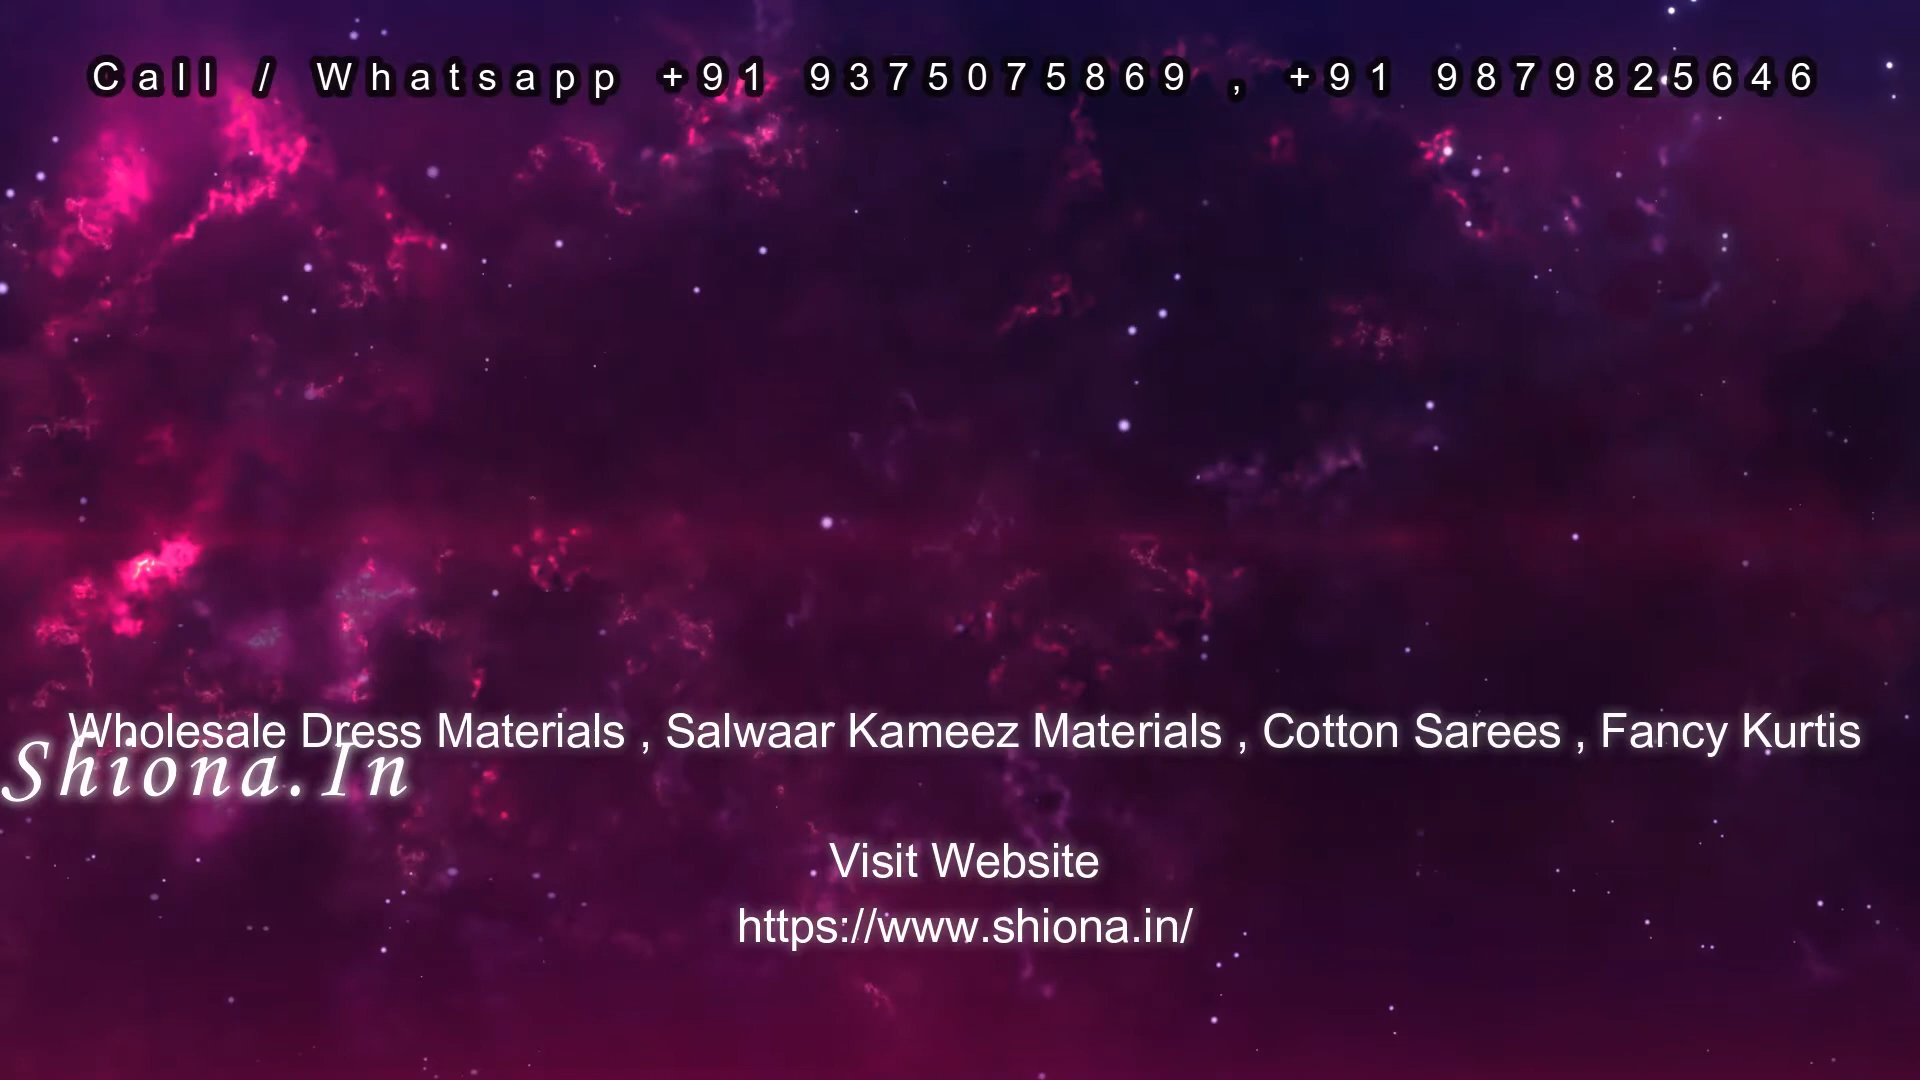 Call / Whatsapp +91 9375075869 , +91 9879825646
Wholesale Dress Materials , Salwaar Kameez Materials , Cotton Sarees , Fancy Kurtis
Shiona.In
Visit Website
https://www.shiona.in/